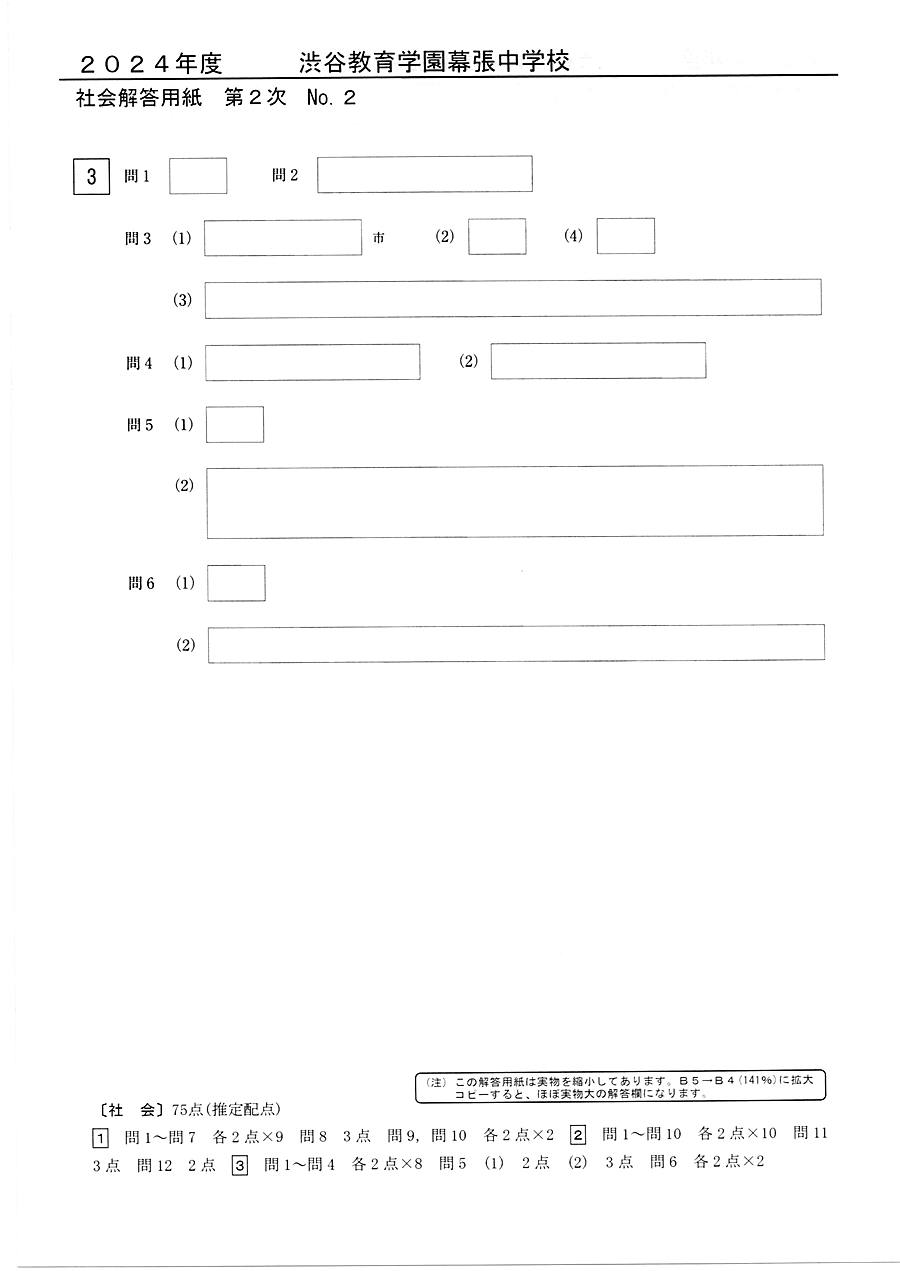 2024年度 渋谷教育学園幕張中学校
社会解答用紙 第2次 No.2
3 問1 問2
問3 (1) 市 (2) (4)
(3)
問4 (1) (2)
問5 (1)
(2)
問6 (1)
(2)
(注) この解答用紙は実物を縮小してあります。B5→B4(141%)に拡大
コピーすると、ほぼ実物大の解答欄になります。
〔社 会〕75点(推定配点)
1 問1～問7 各2点×9 問8 3点 問9, 問10 各2点×2 2 問1～問10 各2点×10 問11
3点 問12 2点 3 問1～問4 各2点×8 問5 (1) 2点 (2) 3点 問6 各2点×2